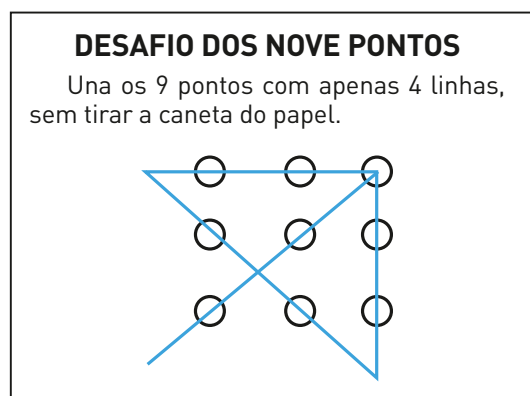 DESAFIO DOS NOVE PONTOS
Una os 9 pontos com apenas 4 linhas,
sem tirar a caneta do papel.